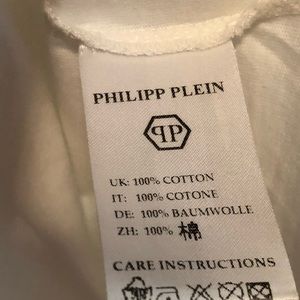 PHILIPP PLEIN
PP
UK: 100% COTTON
IT: 100% COTONE
DE: 100% BAUMWOLLE
ZH: 100% 棉
CARE INSTRUCTIONS